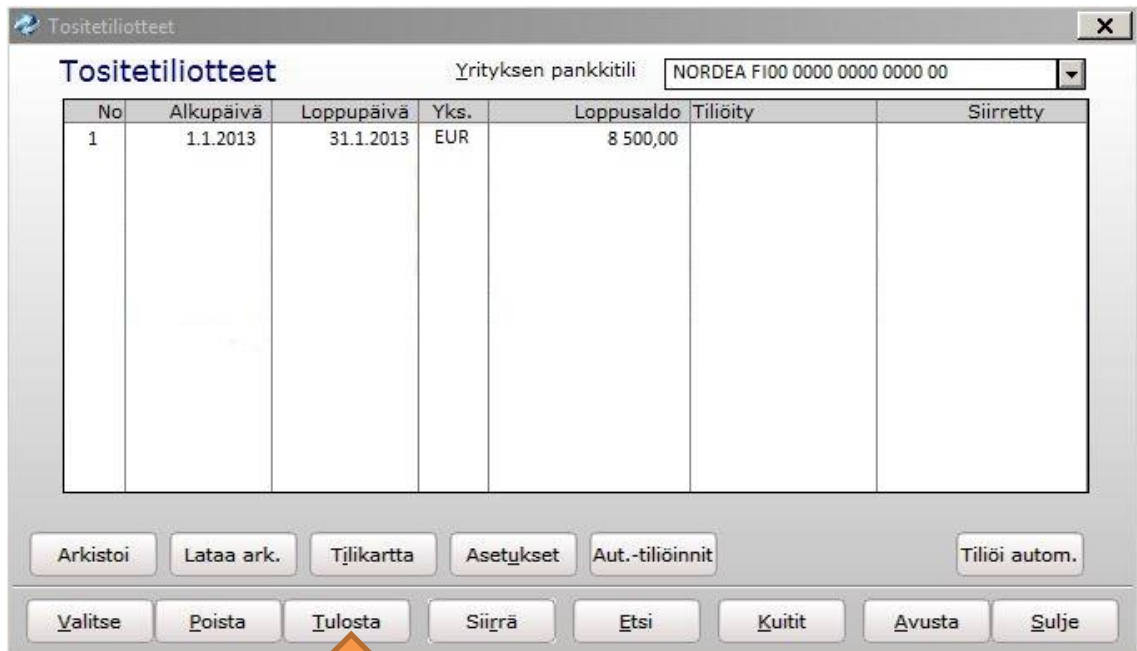 Tositetiliotteet
Tositetiliotteet Yrityksen pankkitili NORDEA FI00 0000 0000 0000 00
No Alkupäivä Loppupäivä Yks. Loppusaldo Tiliöity Siirretty
1 1.1.2013 31.1.2013 EUR 8 500,00
Arkistoi Lataa ark. Tilikartta Asetukset Aut.-tiliöinnit Tiliöi autom.
Valitse Poista Tulosta Siirrä Etsi Kuitit Avusta Sulje